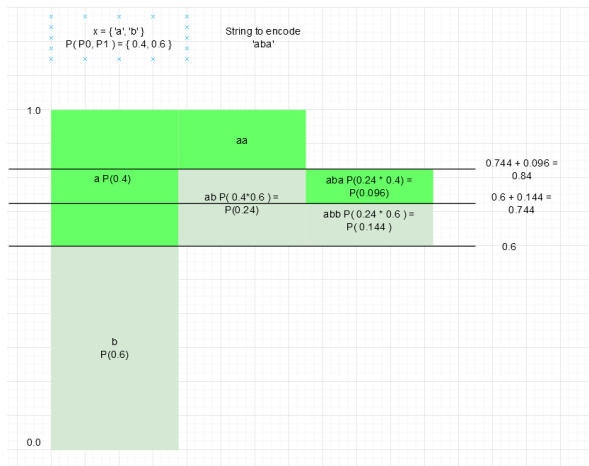 x = { 'a', 'b' }
P( P0, P1 ) = { 0.4, 0.6 }
String to encode
'aba'
1.0
aa
a P(0.4)
ab P( 0.4*0.6 ) =
P(0.24)
aba P(0.24 * 0.4) =
P(0.096)
abb P( 0.24 * 0.6 ) =
P( 0.144 )
0.744 + 0.096 =
0.84
0.6 + 0.144 =
0.744
0.6
b
P(0.6)
0.0